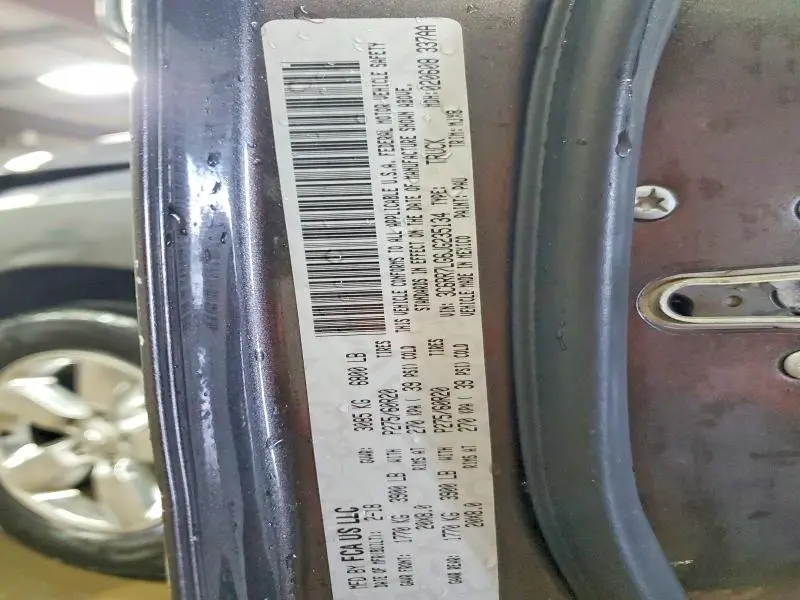 MFD BY FCA US LLC
DATE OF MFR(BUILT): 2-18 GVWR: 3085 KG 6800 LB
GAWR FRONT: 1770 KG 3900 LB WITH P275/60R20 TIRES
20X8.0 RIMS AT 270 KPA( 39 PSI) COLD
GAWR REAR: 1770 KG 3900 LB WITH P275/60R20 TIRES
20X8.0 RIMS AT 270 KPA( 39 PSI) COLD
THIS VEHICLE CONFORMS TO ALL APPLICABLE U.S.A. FEDERAL MOTOR VEHICLE SAFETY
STANDARDS IN EFFECT ON THE DATE OF MANUFACTURE SHOWN ABOVE.
VIN: 3C6RR7LG6JG235134 TYPE: TRUCK MDH:020608 337AA
VEHICLE MADE IN MEXICO PAINT: PAU TRIM: